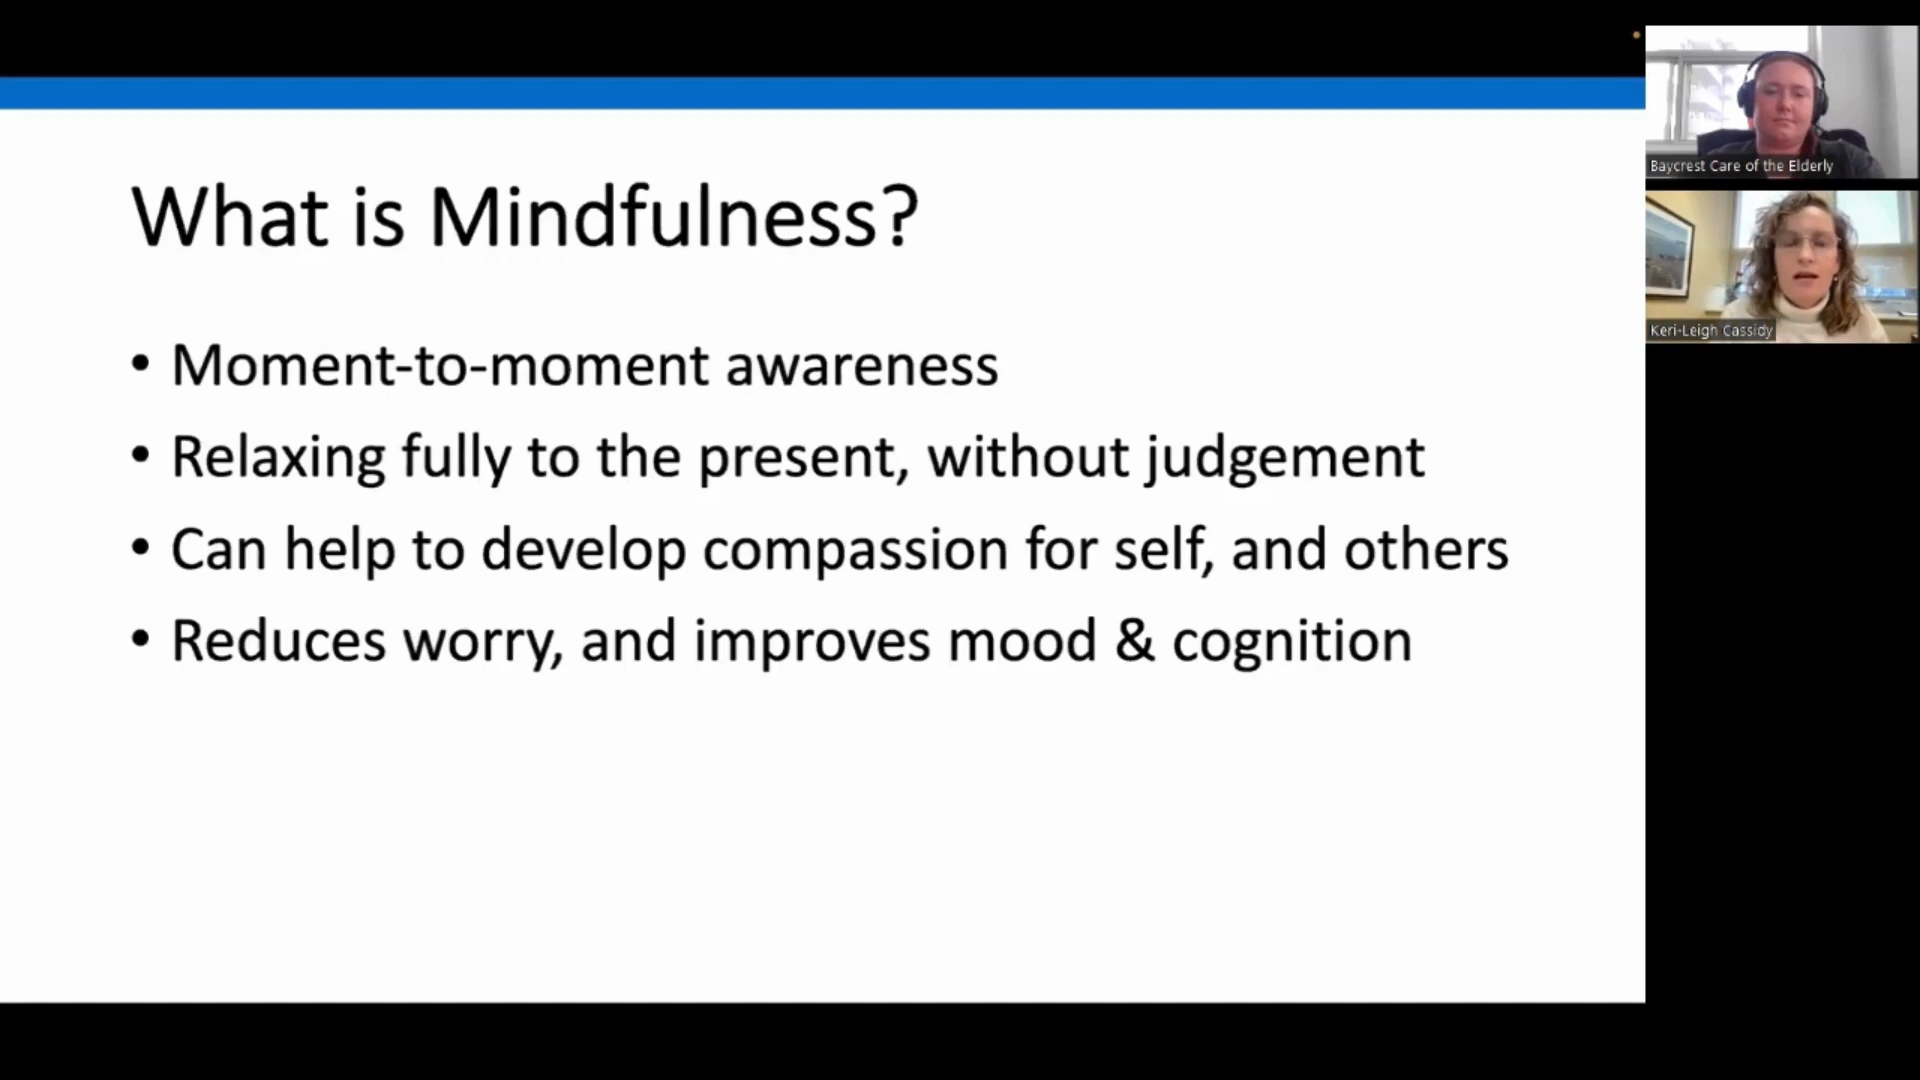 What is Mindfulness?
• Moment-to-moment awareness
• Relaxing fully to the present, without judgement
• Can help to develop compassion for self, and others
• Reduces worry, and improves mood & cognition
Baycrest Care of the Elderly
Keri-Leigh Cassidy